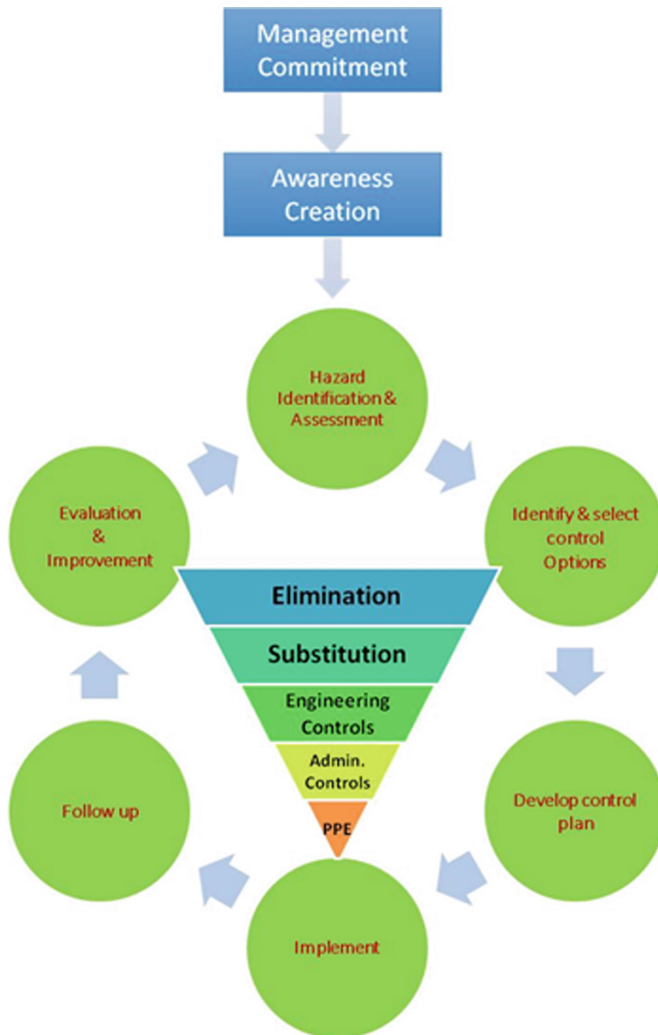 Management
Commitment
Awareness
Creation
Hazard
Identification &
Assessment
Evaluation
&
Improvement
Identify & select
control
Options
Elimination
Substitution
Engineering
Controls
Admin.
Controls
PPE
Follow up
Develop control
plan
Implement